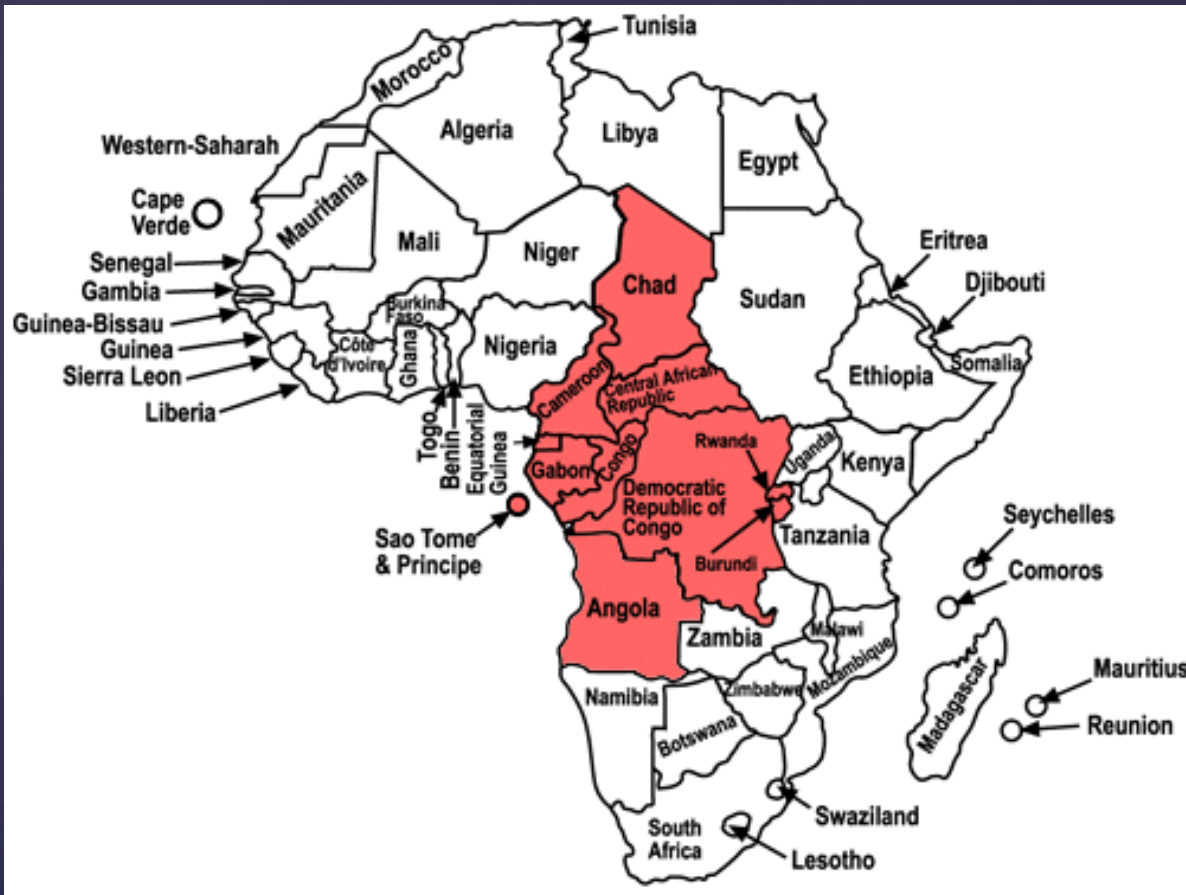 Tunisia
Morocco
Algeria
Libya
Egypt
Western-Saharah
Cape
Verde
Mauritania
Mali
Niger
Chad
Sudan
Eritrea
Djibouti
Senegal
Gambia
Guinea-Bissau
Guinea
Sierra Leon
Liberia
Burkina
Faso
Côte
d'Ivoire
Ghana
Togo
Benin
Nigeria
Cameroon
Central African
Republic
Ethiopia
Somalia
Equatorial
Guinea
Gabon
Congo
Rwanda
Uganda
Kenya
Democratic
Republic of
Congo
Burundi
Tanzania
Sao Tome
& Principe
Seychelles
Comoros
Angola
Zambia
Malawi
Mozambique
Madagascar
Mauritius
Reunion
Namibia
Zimbabwe
Botswana
Swaziland
South
Africa
Lesotho